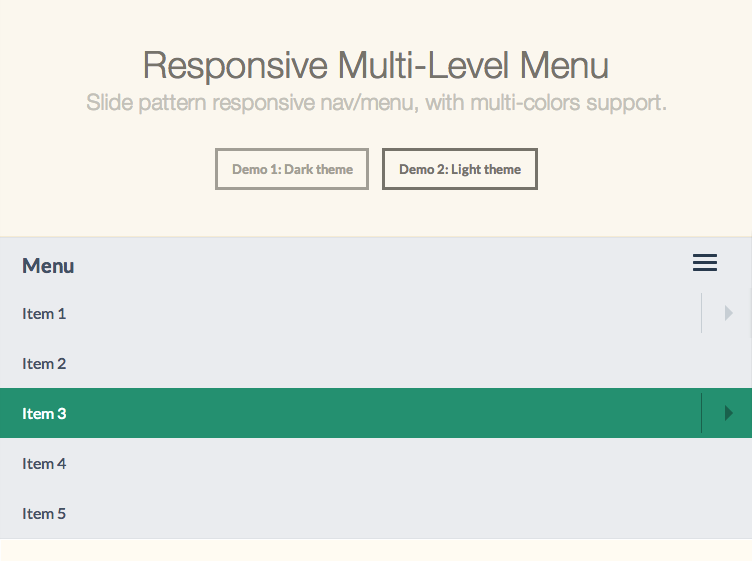 Responsive Multi-Level Menu
Slide pattern responsive nav/menu, with multi-colors support.
Demo 1: Dark theme
Demo 2: Light theme
Menu
Item 1
Item 2
Item 3
Item 4
Item 5